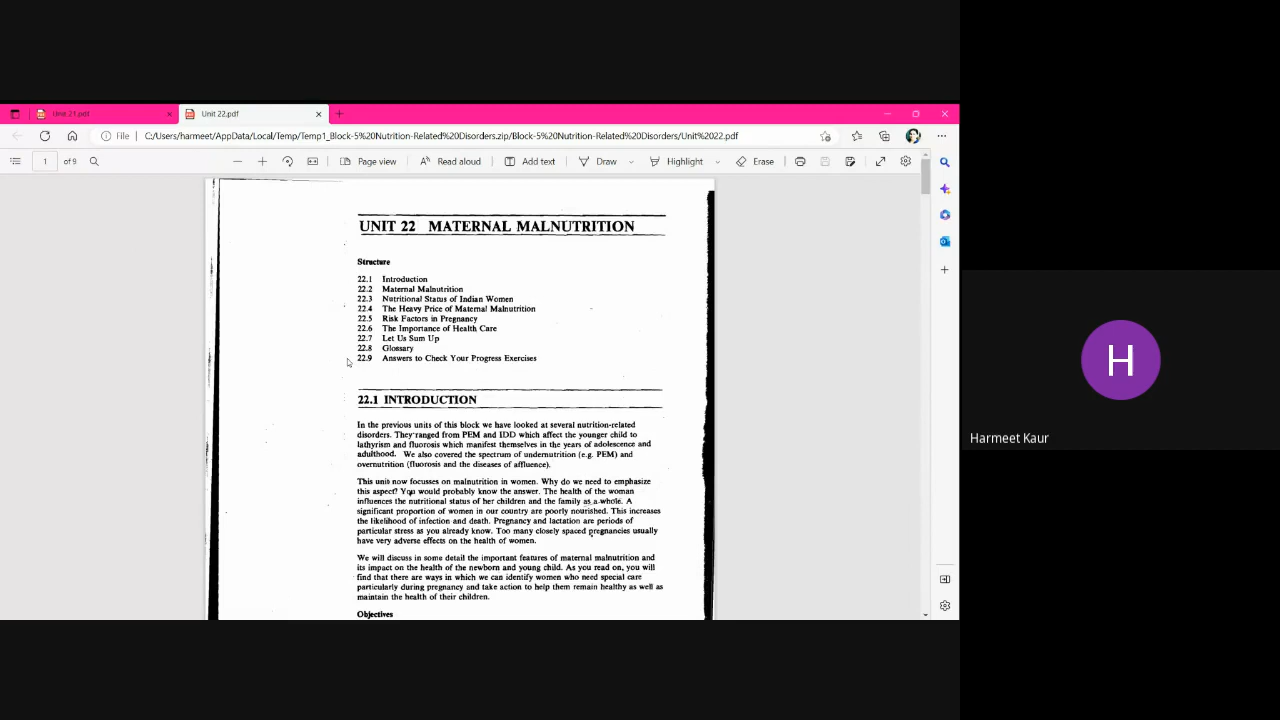 Unit 21.pdf
Unit 22.pdf
File
C:/Users/harmeet/AppData/Local/Temp/Temp1_Block-5%20Nutrition-Related%20Disorders.zip/Block-5%20Nutrition-Related%20Disorders/Unit%2022.pdf
1 of 9
Page view
Read aloud
Add text
Draw
Highlight
Erase
UNIT 22 MATERNAL MALNUTRITION
Structure
22.1 Introduction
22.2 Maternal Malnutrition
22.3 Nutritional Status of Indian Women
22.4 The Heavy Price of Maternal Malnutrition
22.5 Risk Factors in Pregnancy
22.6 The Importance of Health Care
22.7 Let Us Sum Up
22.8 Glossary
22.9 Answers to Check Your Progress Exercises
22.1 INTRODUCTION
In the previous units of this block we have looked at several nutrition-related
disorders. They ranged from PEM and IDD which affect the younger child to
lathyrism and fluorosis which manifest themselves in the years of adolescence and
adulthood. We also covered the spectrum of undernutrition (e.g. PEM) and
overnutrition (fluorosis and the diseases of affluence).
This unit now focusses on malnutrition in women. Why do we need to emphasize
this aspect? You would probably know the answer. The health of the woman
influences the nutritional status of her children and the family as a whole. A
significant proportion of women in our country are poorly nourished. This increases
the likelihood of infection and death. Pregnancy and lactation are periods of
particular stress as you already know. Too many closely spaced pregnancies usually
have very adverse effects on the health of women.
We will discuss in some detail the important features of maternal malnutrition and
its impact on the health of the newborn and young child. As you read on, you will
find that there are ways in which we can identify women who need special care
particularly during pregnancy and take action to help them remain healthy as well as
maintain the health of their children.
Objectives
H
Harmeet Kaur